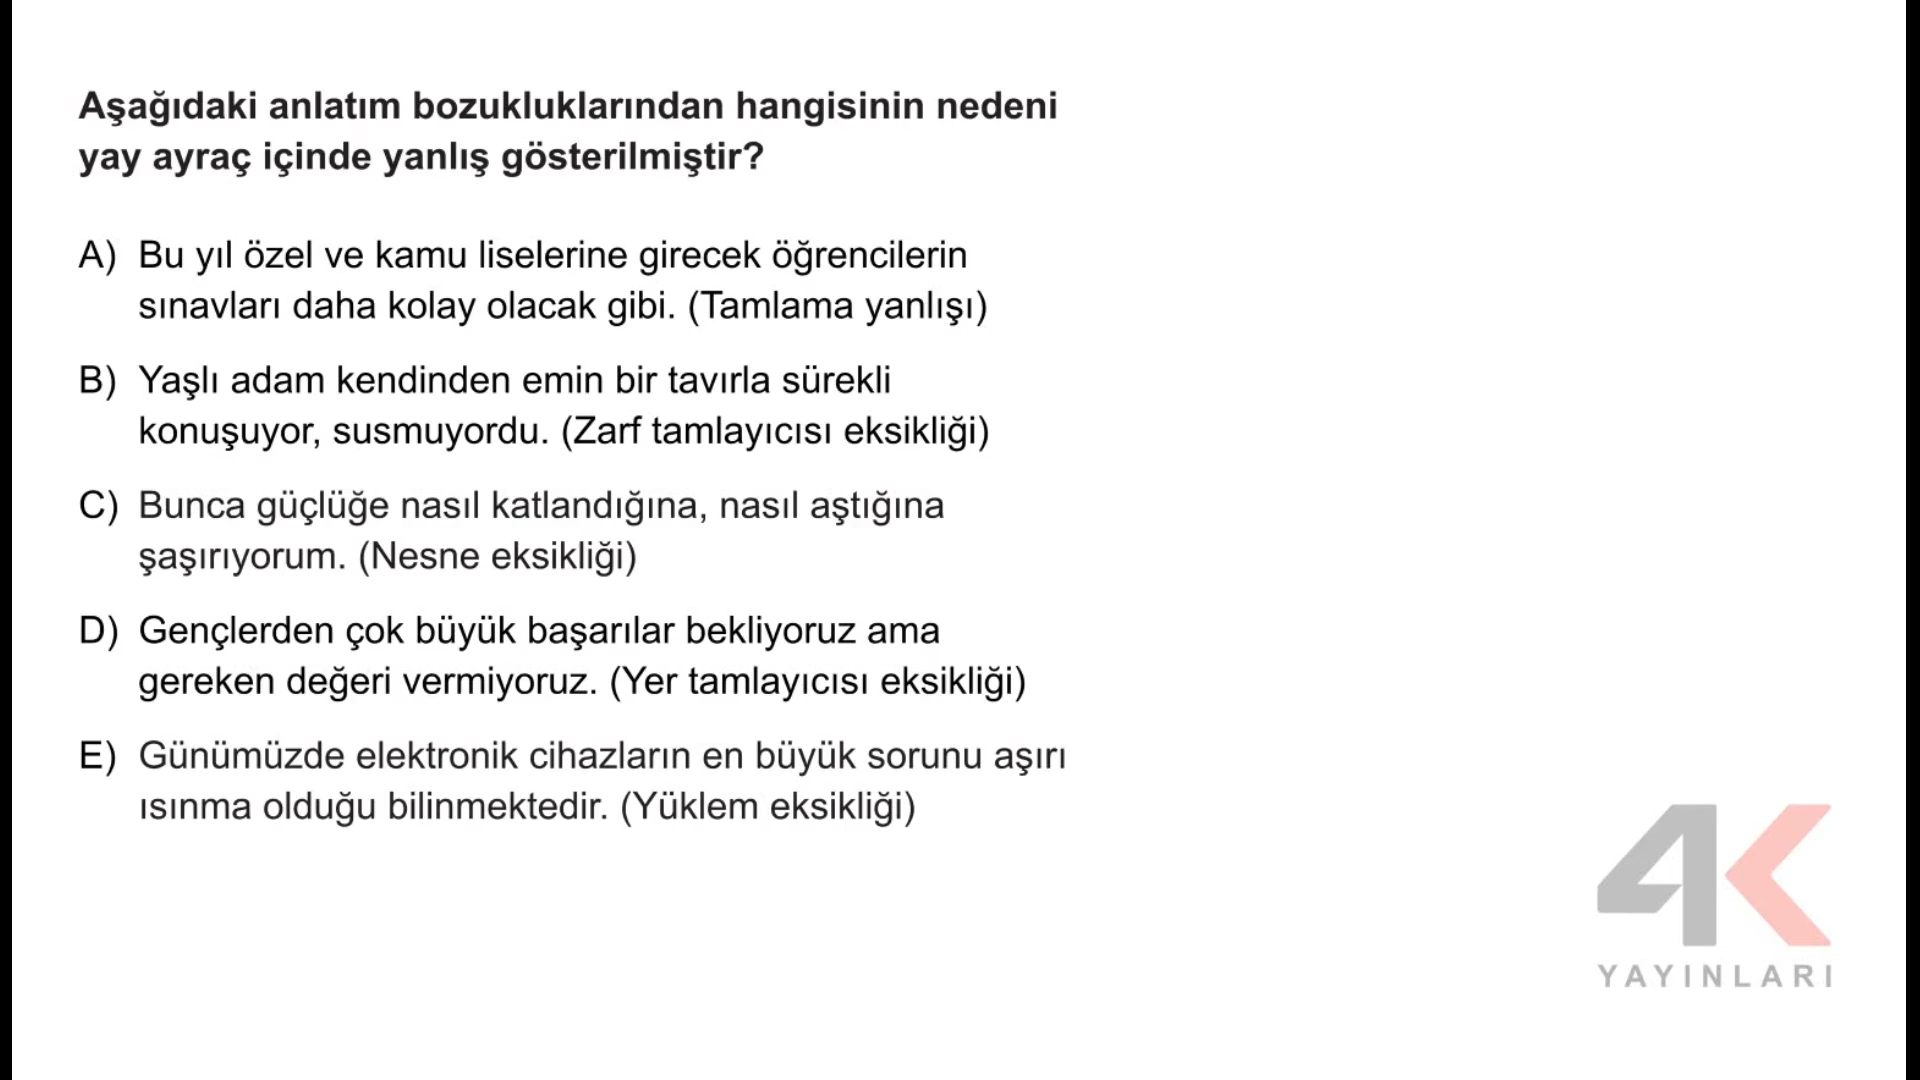 Aşağıdaki anlatım bozukluklarından hangisinin nedeni
yay ayraç içinde yanlış gösterilmiştir?
A) Bu yıl özel ve kamu liselerine girecek öğrencilerin
sınavları daha kolay olacak gibi. (Tamlama yanlışı)
B) Yaşlı adam kendinden emin bir tavırla sürekli
konuşuyor, susmuyordu. (Zarf tamlayıcısı eksikliği)
C) Bunca güçlüğe nasıl katlandığına, nasıl aştığına
şaşırıyorum. (Nesne eksikliği)
D) Gençlerden çok büyük başarılar bekliyoruz ama
gereken değeri vermiyoruz. (Yer tamlayıcısı eksikliği)
E) Günümüzde elektronik cihazların en büyük sorunu aşırı
ısınma olduğu bilinmektedir. (Yüklem eksikliği)
4K
YAYINLARI